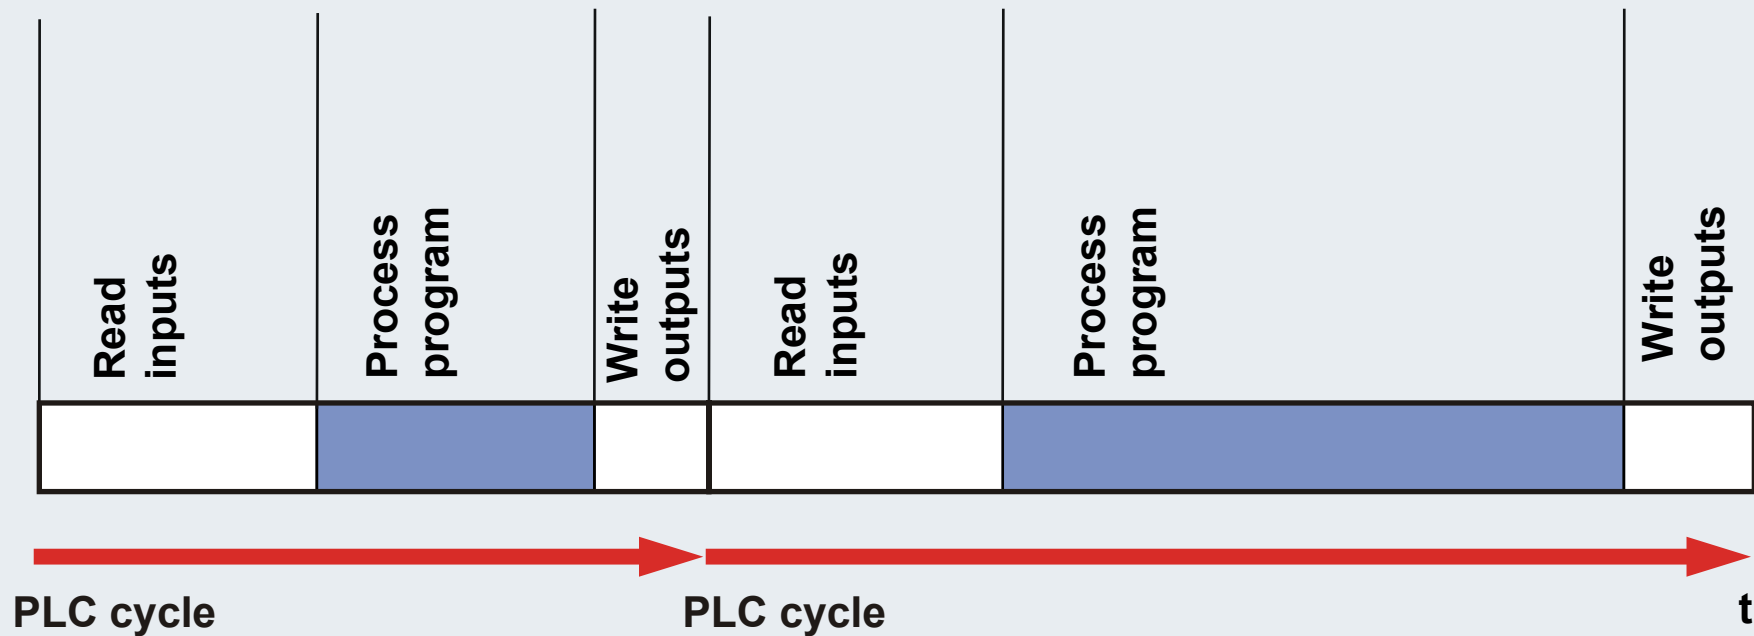 Read
inputs
Process
program
Write
outputs
Read
inputs
Process
program
Write
outputs
PLC cycle
PLC cycle
t